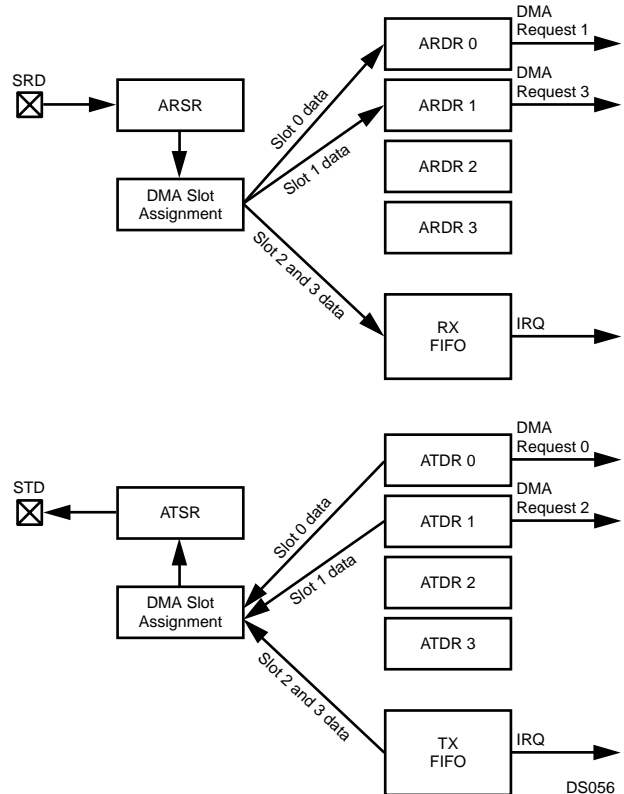 SRD
ARSR
DMA Slot
Assignment
Slot 0 data
Slot 1 data
Slot 2 and 3 data
ARDR 0
DMA
Request 1
ARDR 1
DMA
Request 3
ARDR 2
ARDR 3
RX
FIFO
IRQ
STD
ATSR
DMA Slot
Assignment
Slot 0 data
Slot 1 data
Slot 2 and 3 data
ATDR 0
DMA
Request 0
ATDR 1
DMA
Request 2
ATDR 2
ATDR 3
TX
FIFO
IRQ
DS056